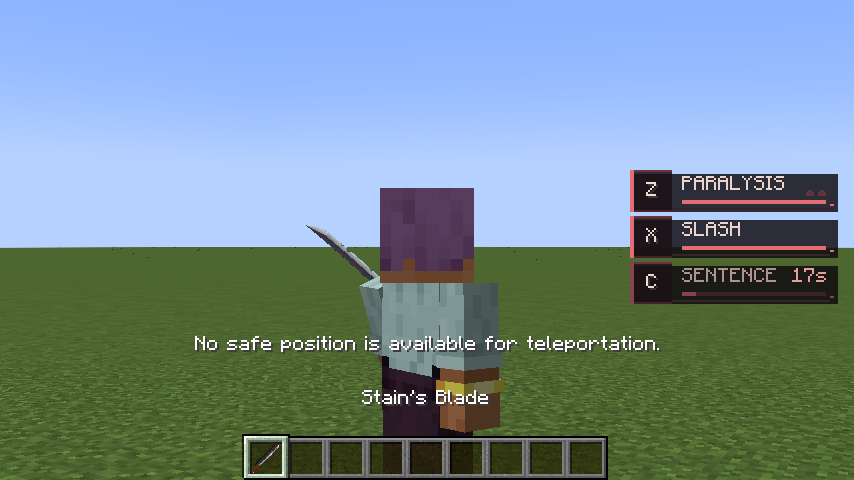 Z PARALYSIS
X SLASH
C SENTENCE 17s
No safe position is available for teleportation.
Stain's Blade